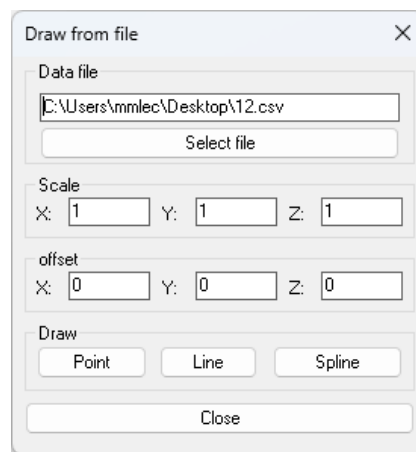 Draw from file
Data file
C:\Users\mmlec\Desktop\12.csv
Select file
Scale
X: 1 Y: 1 Z: 1
offset
X: 0 Y: 0 Z: 0
Draw
Point Line Spline
Close